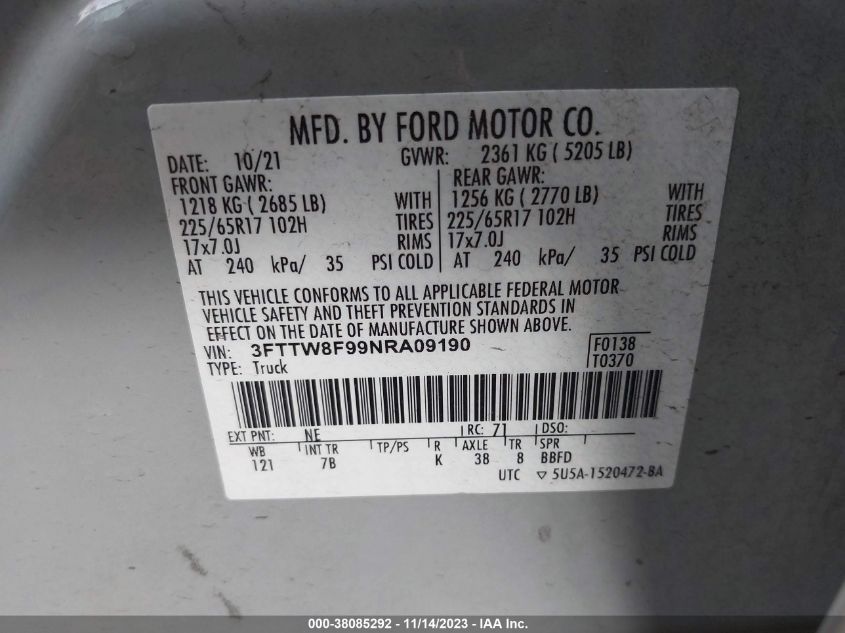 MFD. BY FORD MOTOR CO.
DATE: 10/21 GVWR: 2361 KG ( 5205 LB)
FRONT GAWR: REAR GAWR:
1218 KG ( 2685 LB) WITH 1256 KG ( 2770 LB) WITH
225/65R17 102H TIRES 225/65R17 102H TIRES
17x7.0J RIMS 17x7.0J RIMS
AT 240 kPa/ 35 PSI COLD AT 240 kPa/ 35 PSI COLD
THIS VEHICLE CONFORMS TO ALL APPLICABLE FEDERAL MOTOR
VEHICLE SAFETY AND THEFT PREVENTION STANDARDS IN
EFFECT ON THE DATE OF MANUFACTURE SHOWN ABOVE.
VIN: 3FTTW8F99NRA09190 F0138
TYPE: Truck T0370
EXT PNT: NE RC: 71 DSO:
WB INT TR TP/PS R AXLE TR SPR
121 7B K 38 8 BBFD
UTC ▽ 5U5A-1520472-BA
000-38085292 - 11/14/2023 - IAA Inc.